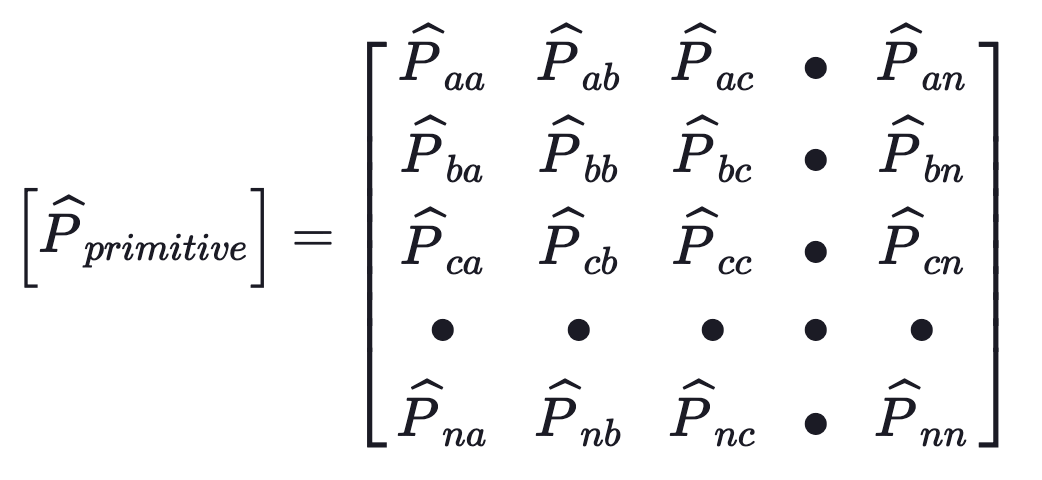 P̂aa P̂ab P̂ac • P̂an
P̂ba P̂bb P̂bc • P̂bn
[P̂primitive] = P̂ca P̂cb P̂cc • P̂cn
• • • • •
P̂na P̂nb P̂nc • P̂nn